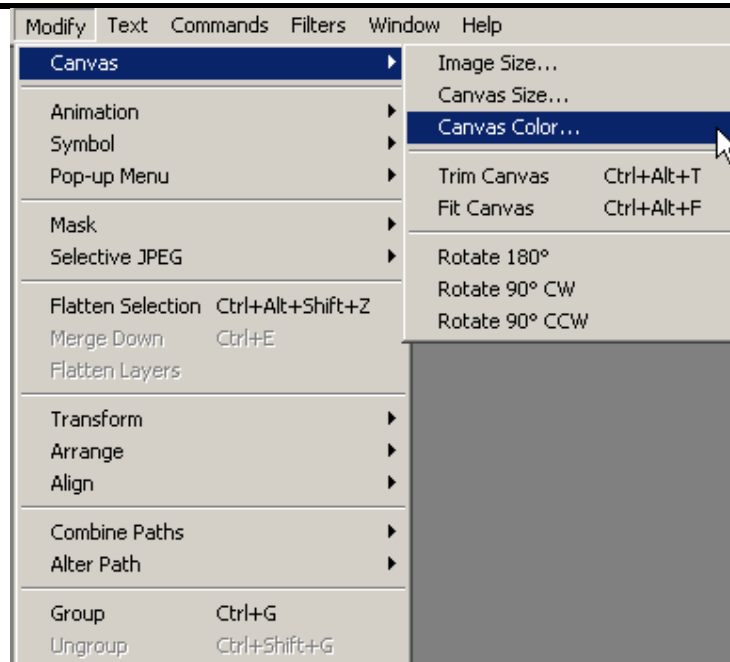 Modify Text Commands Filters Window Help
Canvas
Animation
Symbol
Pop-up Menu
Mask
Selective JPEG
Flatten Selection Ctrl+Alt+Shift+Z
Merge Down Ctrl+E
Flatten Layers
Transform
Arrange
Align
Combine Paths
Alter Path
Group Ctrl+G
Ungroup Ctrl+Shift+G
Image Size...
Canvas Size...
Canvas Color...
Trim Canvas Ctrl+Alt+T
Fit Canvas Ctrl+Alt+F
Rotate 180°
Rotate 90° CW
Rotate 90° CCW